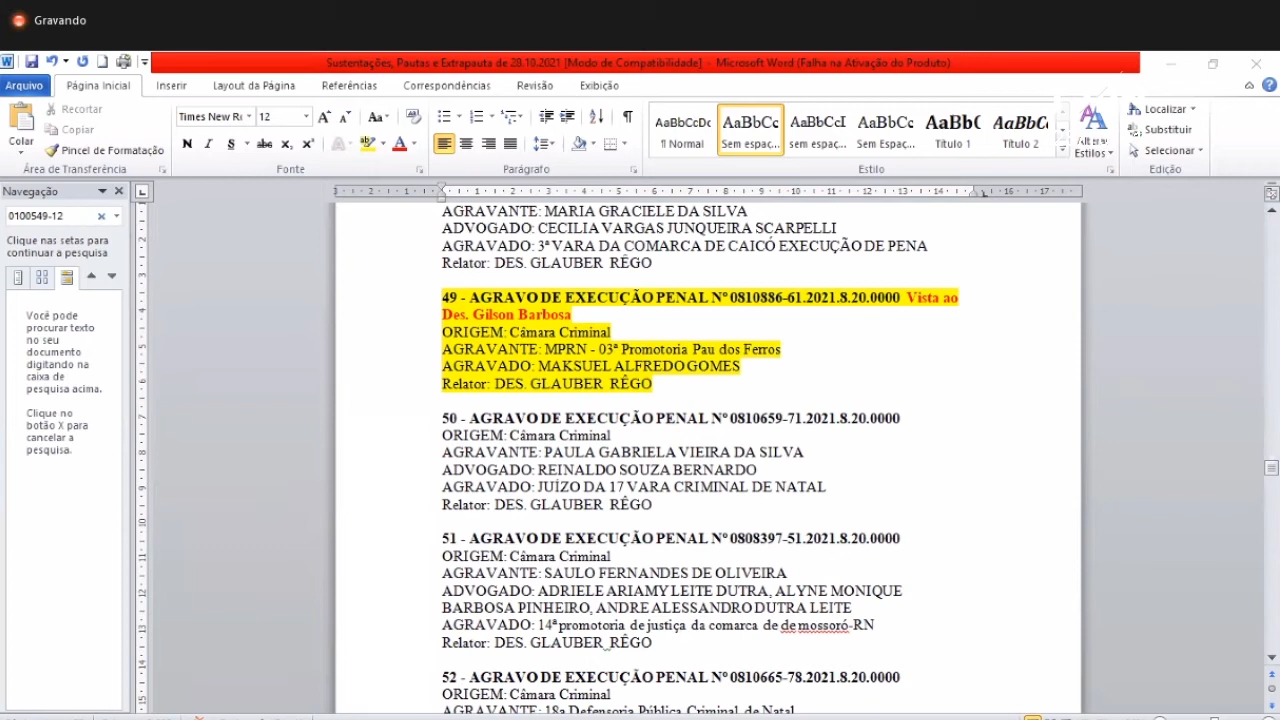 Gravando
Sustentações, Pautas e Extrapauta de 28.10.2021 [Modo de Compatibilidade] - Microsoft Word (Falha na Ativação do Produto)
Arquivo Página Inicial Inserir Layout da Página Referências Correspondências Revisão Exibição
Colar
Recortar
Copiar
Pincel de Formatação
Área de Transferência
Times New Ro 12
N I S abc x₂ x²
Fonte
Parágrafo
AaBbCcDc AaBbCc AaBbCcI AaBbCc AaBb( AaBbC(
¶ Normal Sem espaç... sem espaç... Sem Espaç... Título 1 Título 2
Alterar
Estilos
Estilo
Localizar
Substituir
Selecionar
Edição
Navegação
0100549-12
Clique nas setas para
continuar a pesquisa
Você pode
procurar texto
no seu
documento
digitando na
caixa de
pesquisa acima.
Clique no
botão X para
cancelar a
pesquisa.
AGRAVANTE: MARIA GRACIELE DA SILVA
ADVOGADO: CECILIA VARGAS JUNQUEIRA SCARPELLI
AGRAVADO: 3ª VARA DA COMARCA DE CAICÓ EXECUÇÃO DE PENA
Relator: DES. GLAUBER RÊGO
49 - AGRAVO DE EXECUÇÃO PENAL Nº 0810886-61.2021.8.20.0000 Vista ao
Des. Gilson Barbosa
ORIGEM: Câmara Criminal
AGRAVANTE: MPRN - 03ª Promotoria Pau dos Ferros
AGRAVADO: MAKSUEL ALFREDO GOMES
Relator: DES. GLAUBER RÊGO
50 - AGRAVO DE EXECUÇÃO PENAL Nº 0810659-71.2021.8.20.0000
ORIGEM: Câmara Criminal
AGRAVANTE: PAULA GABRIELA VIEIRA DA SILVA
ADVOGADO: REINALDO SOUZA BERNARDO
AGRAVADO: JUÍZO DA 17 VARA CRIMINAL DE NATAL
Relator: DES. GLAUBER RÊGO
51 - AGRAVO DE EXECUÇÃO PENAL Nº 0808397-51.2021.8.20.0000
ORIGEM: Câmara Criminal
AGRAVANTE: SAULO FERNANDES DE OLIVEIRA
ADVOGADO: ADRIELE ARIAMY LEITE DUTRA, ALYNE MONIQUE
BARBOSA PINHEIRO, ANDRE ALESSANDRO DUTRA LEITE
AGRAVADO: 14ª promotoria de justiça da comarca de de mossoró-RN
Relator: DES. GLAUBER RÊGO
52 - AGRAVO DE EXECUÇÃO PENAL Nº 0810665-78.2021.8.20.0000
ORIGEM: Câmara Criminal
AGRAVANTE: 18a Defensoria Pública Criminal de Natal